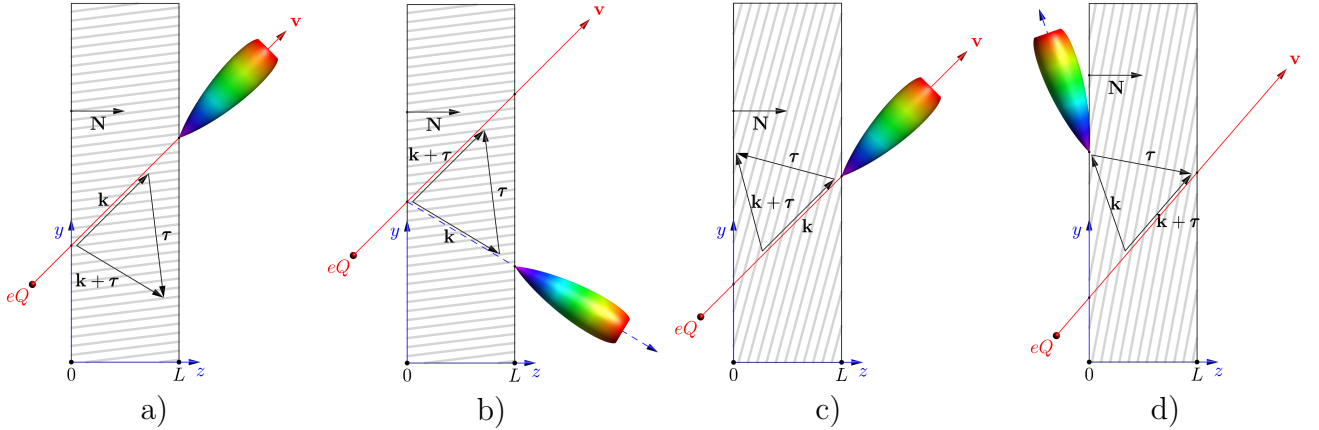 v
N
k
τ
k + τ
y
eQ
0
L
z
a)
v
N
k + τ
τ
k
y
eQ
0
L
z
b)
v
N
τ
k + τ
k
y
eQ
0
L
z
c)
v
N
τ
k
k + τ
y
eQ
0
L
z
d)